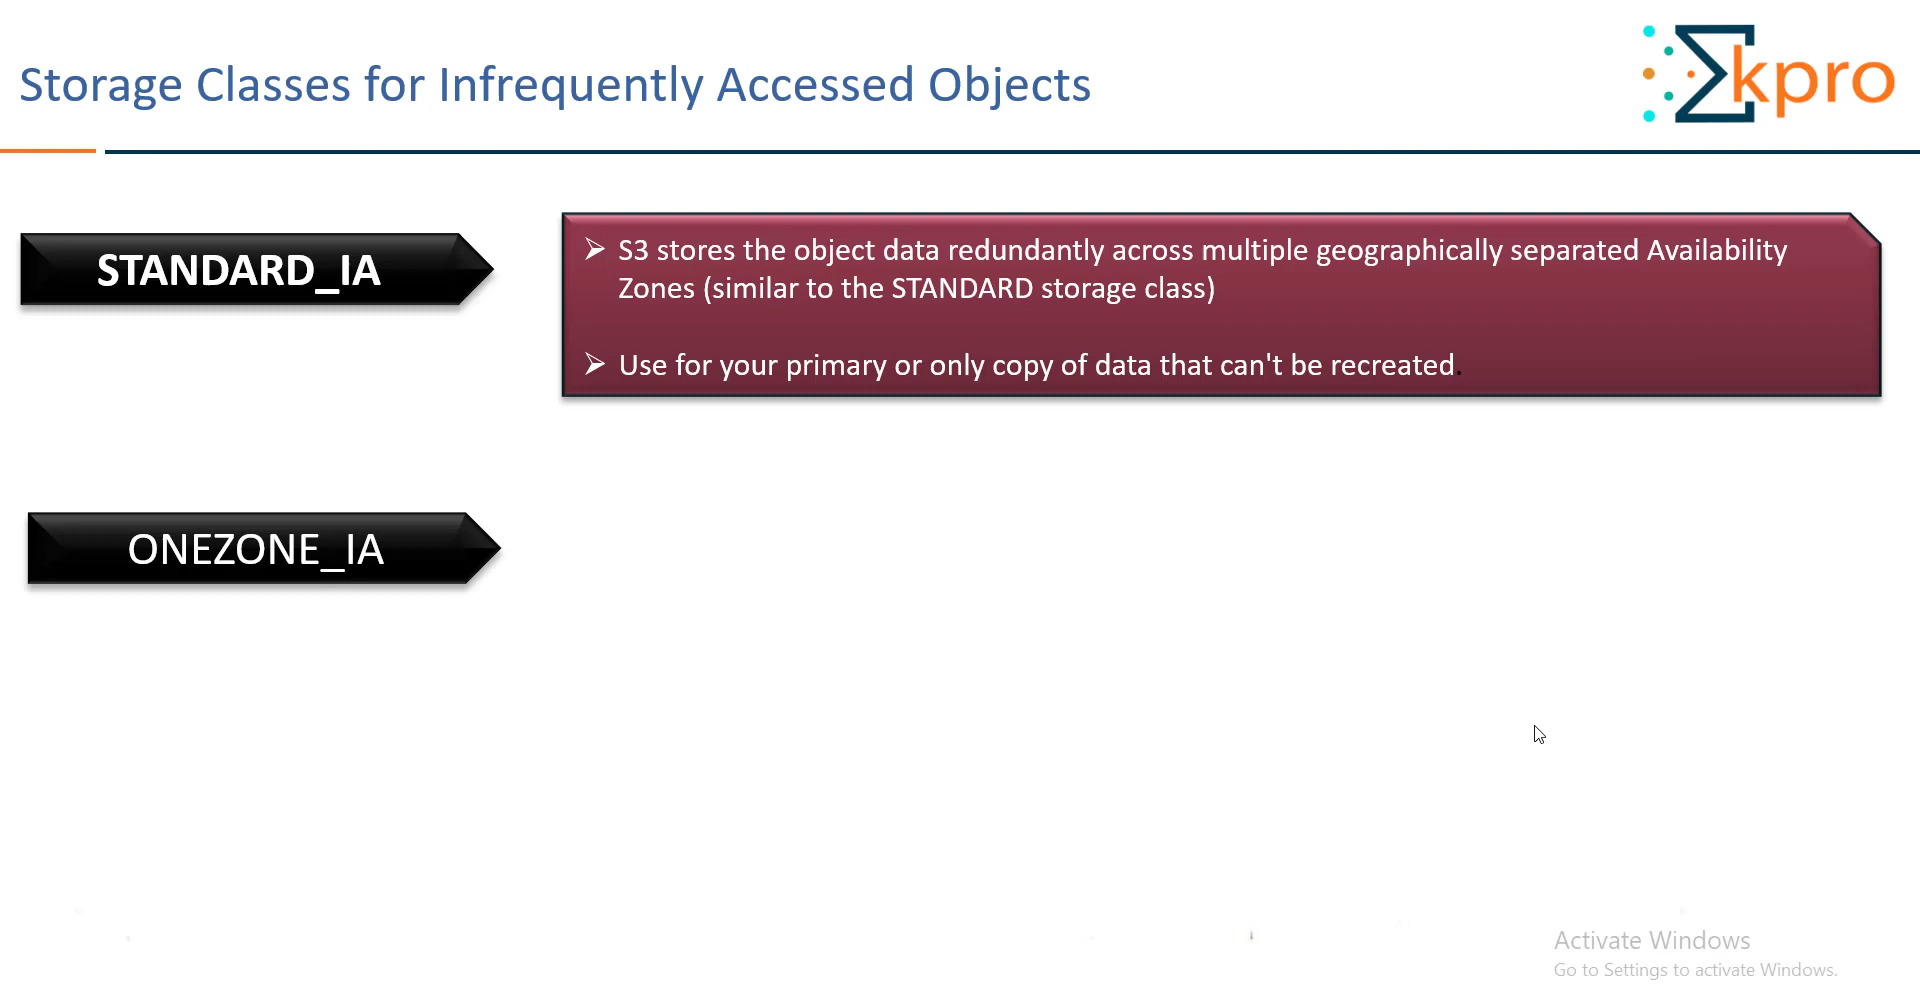 Storage Classes for Infrequently Accessed Objects
kpro
STANDARD_IA
➢ S3 stores the object data redundantly across multiple geographically separated Availability
Zones (similar to the STANDARD storage class)
➢ Use for your primary or only copy of data that can't be recreated.
ONEZONE_IA
Activate Windows
Go to Settings to activate Windows.